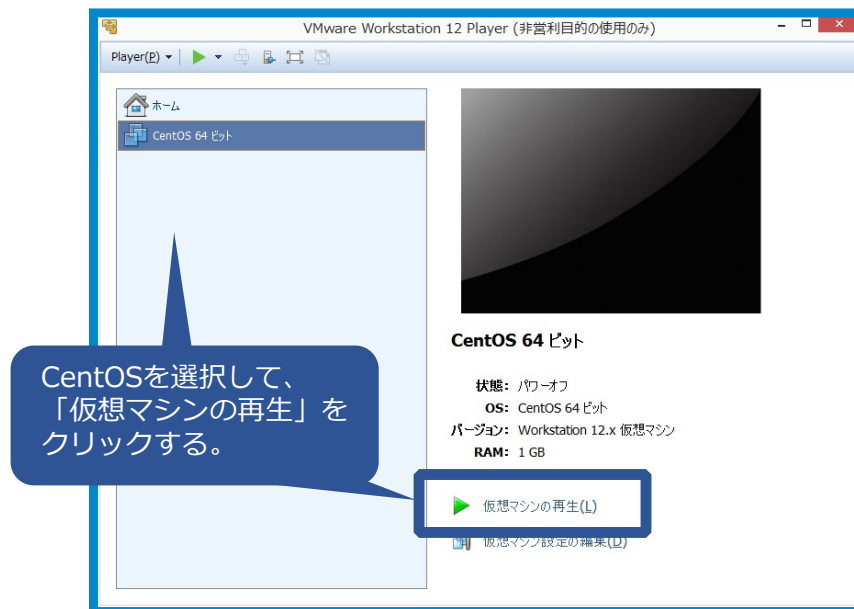 VMware Workstation 12 Player (非営利目的の使用のみ)
Player(P)
ホーム
CentOS 64 ビット
CentOS 64 ビット
状態: パワーオフ
OS: CentOS 64 ビット
バージョン: Workstation 12.x 仮想マシン
RAM: 1 GB
仮想マシンの再生(L)
仮想マシン設定の編集(D)
CentOSを選択して、
「仮想マシンの再生」を
クリックする。